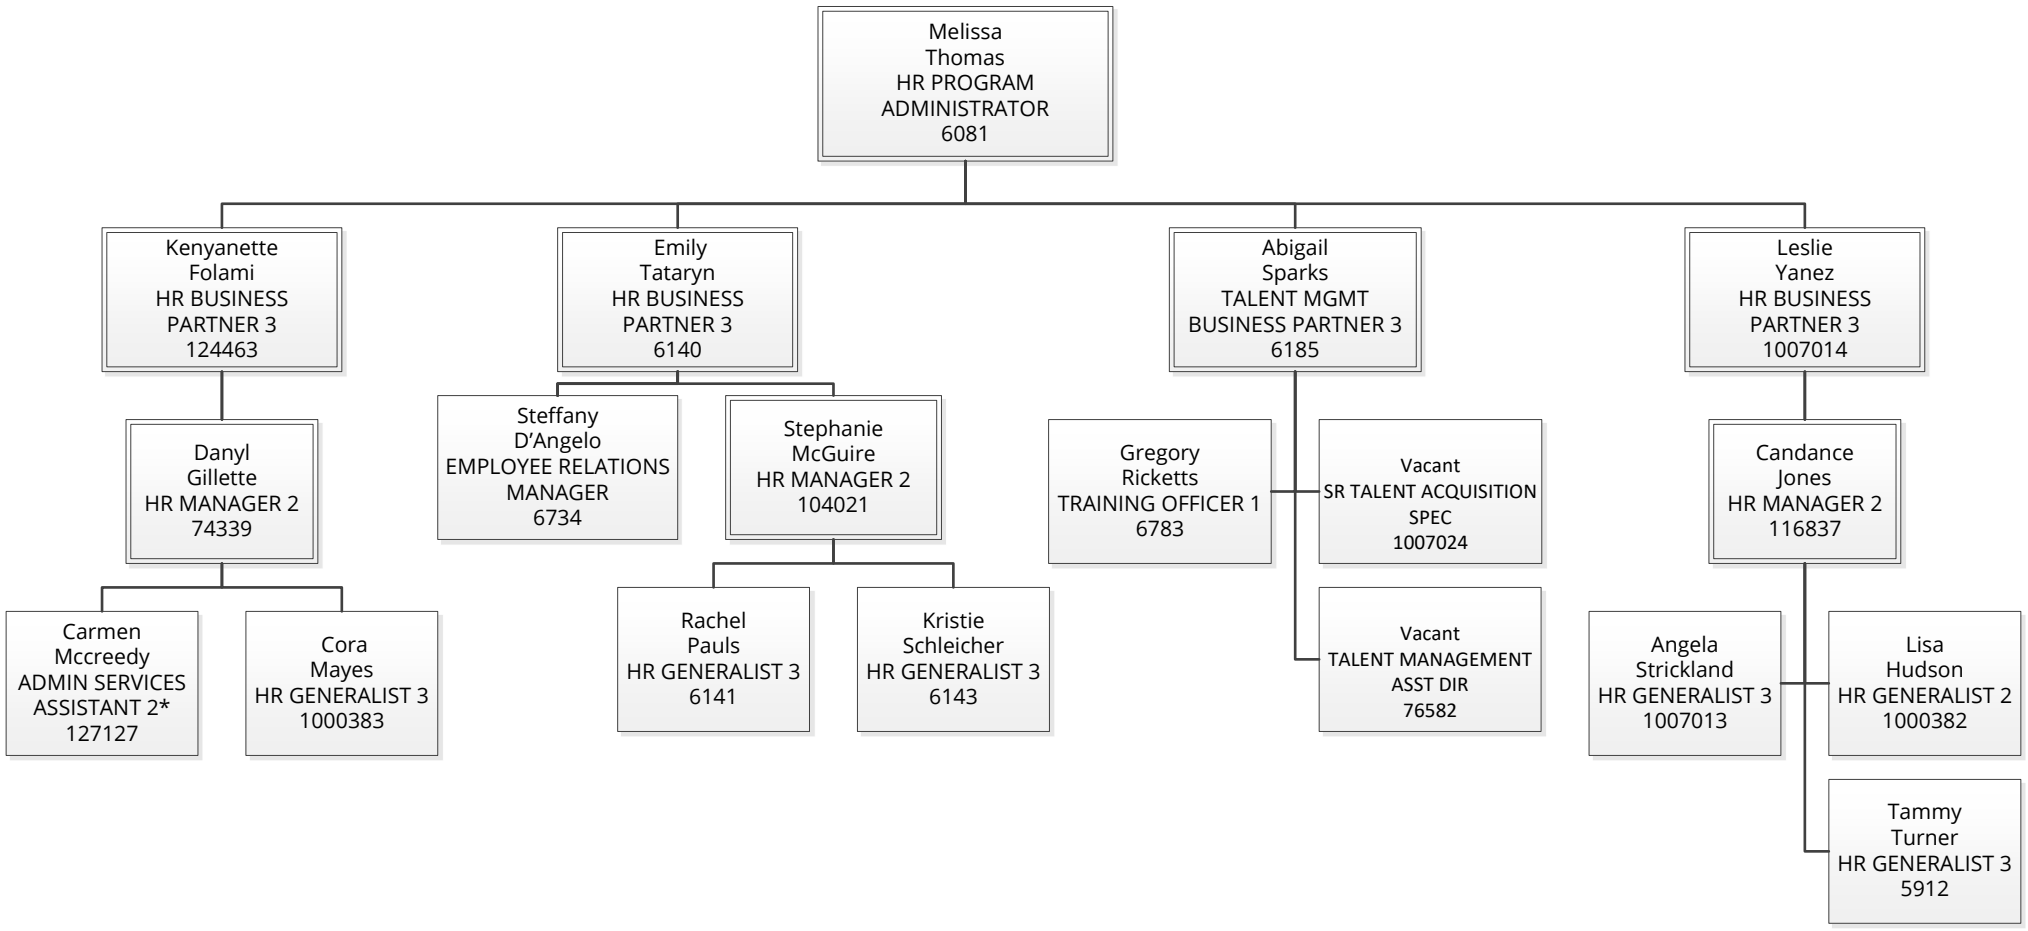 Melissa
Thomas
HR PROGRAM
ADMINISTRATOR
6081
Kenyanette
Folami
HR BUSINESS
PARTNER 3
124463
Emily
Tataryn
HR BUSINESS
PARTNER 3
6140
Abigail
Sparks
TALENT MGMT
BUSINESS PARTNER 3
6185
Leslie
Yanez
HR BUSINESS
PARTNER 3
1007014
Danyl
Gillette
HR MANAGER 2
74339
Steffany
D’Angelo
EMPLOYEE RELATIONS
MANAGER
6734
Stephanie
McGuire
HR MANAGER 2
104021
Gregory
Ricketts
TRAINING OFFICER 1
6783
Vacant
SR TALENT ACQUISITION
SPEC
1007024
Candance
Jones
HR MANAGER 2
116837
Carmen
Mccreedy
ADMIN SERVICES
ASSISTANT 2*
127127
Cora
Mayes
HR GENERALIST 3
1000383
Rachel
Pauls
HR GENERALIST 3
6141
Kristie
Schleicher
HR GENERALIST 3
6143
Vacant
TALENT MANAGEMENT
ASST DIR
76582
Angela
Strickland
HR GENERALIST 3
1007013
Lisa
Hudson
HR GENERALIST 2
1000382
Tammy
Turner
HR GENERALIST 3
5912